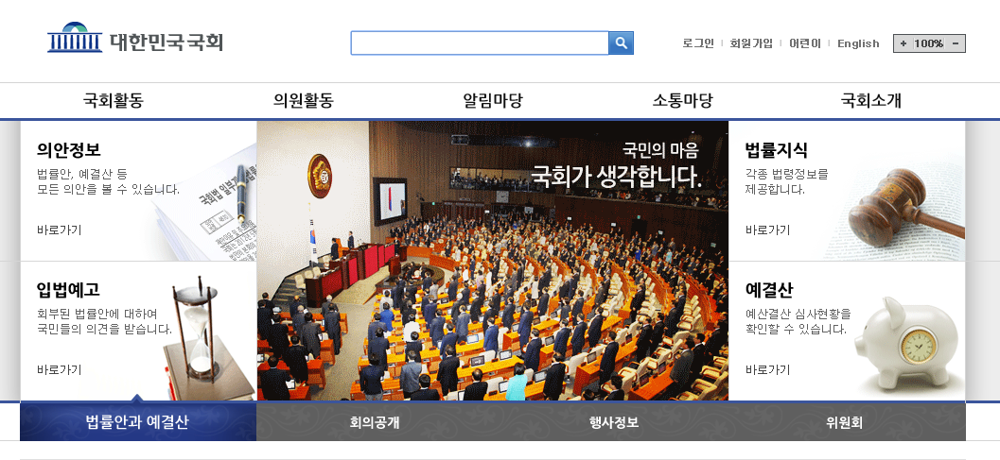 대한민국국회
로그인 회원가입 어린이 English + 100% -
국회활동 의원활동 알림마당 소통마당 국회소개
의안정보
법률안, 예결산 등
모든 의안을 볼 수 있습니다.
바로가기
입법예고
회부된 법률안에 대하여
국민들의 의견을 받습니다.
바로가기
국민의 마음
국회가 생각합니다.
법률지식
각종 법령정보를
제공합니다.
바로가기
예결산
예산결산 심사현황을
확인할 수 있습니다.
바로가기
법률안과 예결산 회의공개 행사정보 위원회